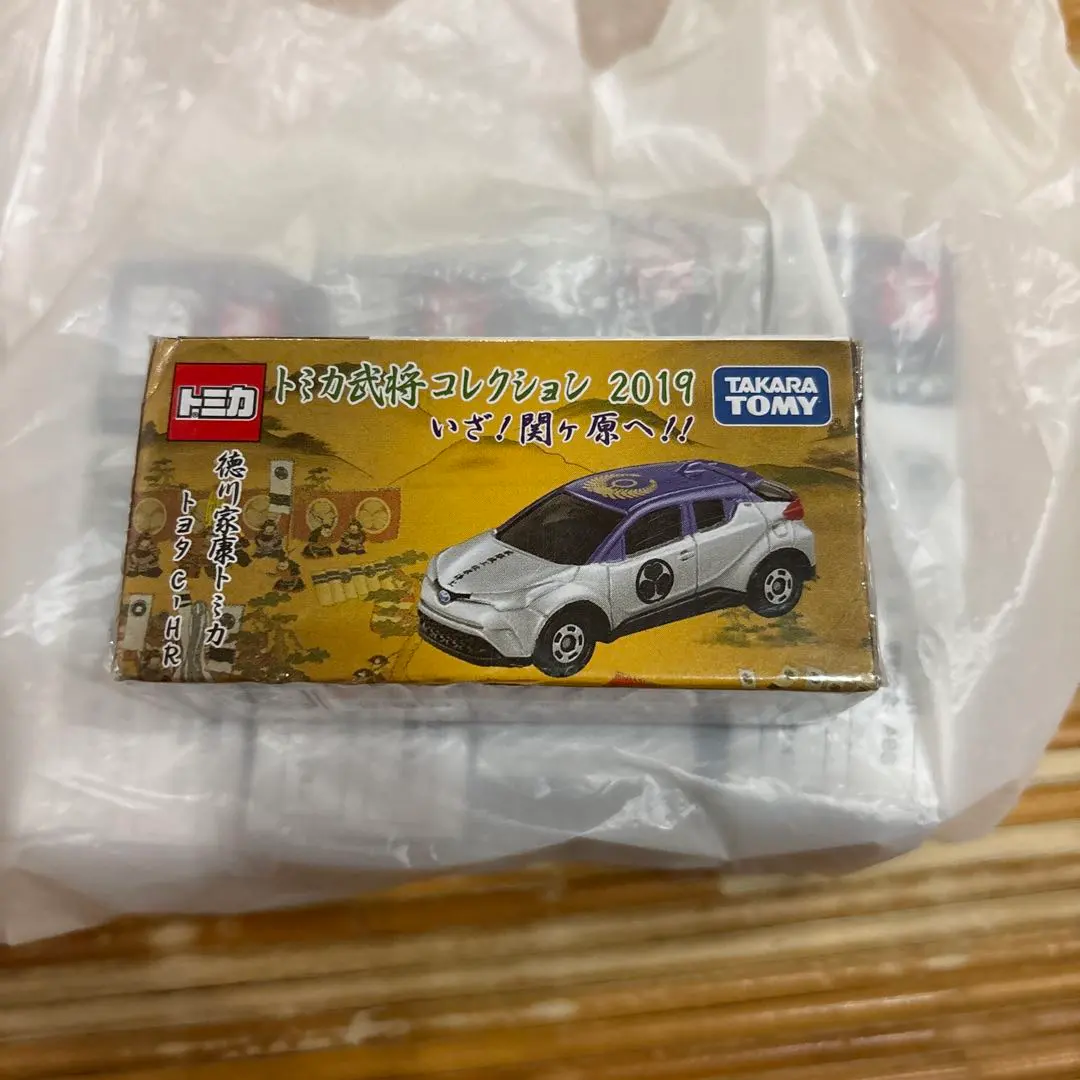 トミカ
トミカ武将コレクション 2019
いざ!関ヶ原へ!!
TAKARA
TOMY
徳川家康トミカ
トヨタ C-HR